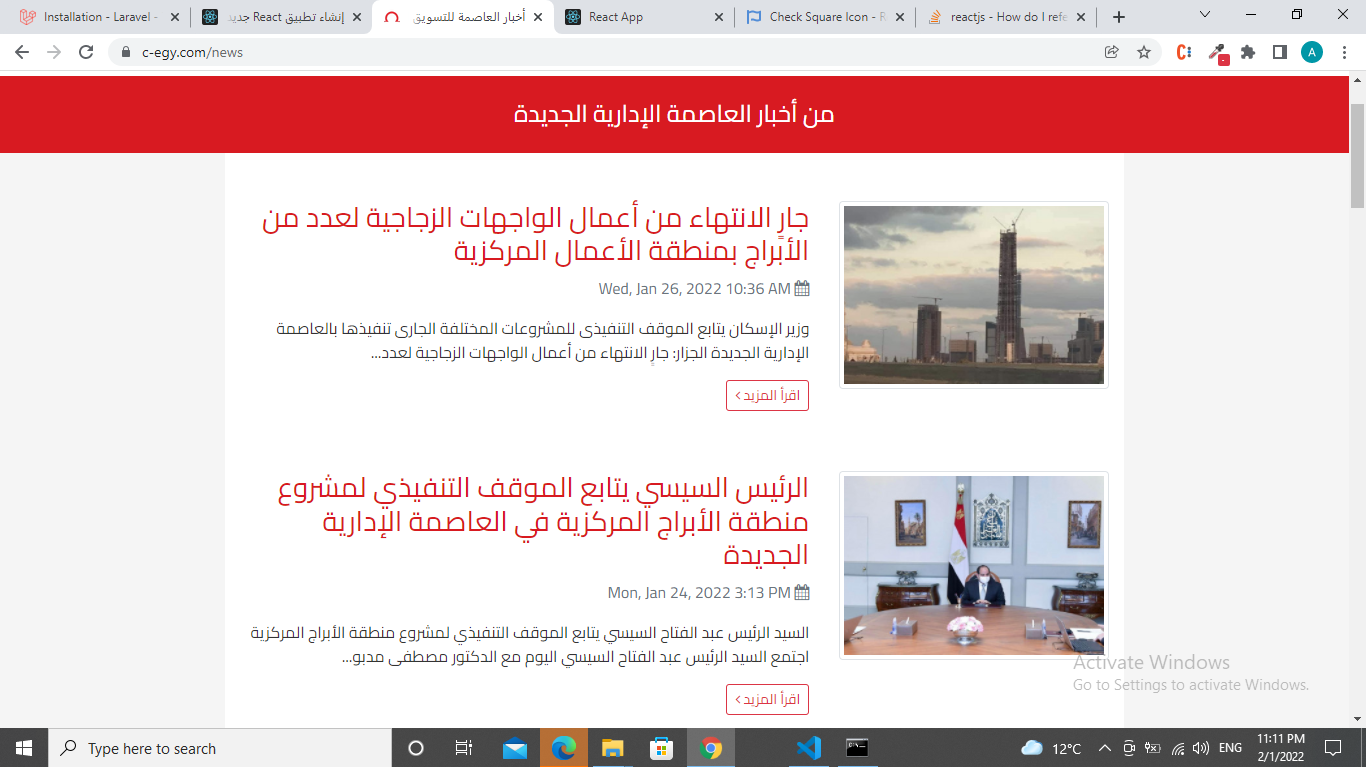 Installation - Laravel -
إنشاء تطبيق React جديد
أخبار العاصمة للتسويق
React App
Check Square Icon - R
reactjs - How do I refe
c-egy.com/news
A
من أخبار العاصمة الإدارية الجديدة
جارٍ الانتهاء من أعمال الواجهات الزجاجية لعدد من
الأبراج بمنطقة الأعمال المركزية
Wed, Jan 26, 2022 10:36 AM
وزير الإسكان يتابع الموقف التنفيذى للمشروعات المختلفة الجارى تنفيذها بالعاصمة
الإدارية الجديدة الجزار: جارٍ الانتهاء من أعمال الواجهات الزجاجية لعدد...
اقرأ المزيد
الرئيس السيسي يتابع الموقف التنفيذي لمشروع
منطقة الأبراج المركزية في العاصمة الإدارية
الجديدة
Mon, Jan 24, 2022 3:13 PM
السيد الرئيس عبد الفتاح السيسي يتابع الموقف التنفيذي لمشروع منطقة الأبراج المركزية
اجتمع السيد الرئيس عبد الفتاح السيسي اليوم مع الدكتور مصطفى مدبو...
اقرأ المزيد
Activate Windows
Go to Settings to activate Windows.
Type here to search
12°C
ENG
11:11 PM
2/1/2022